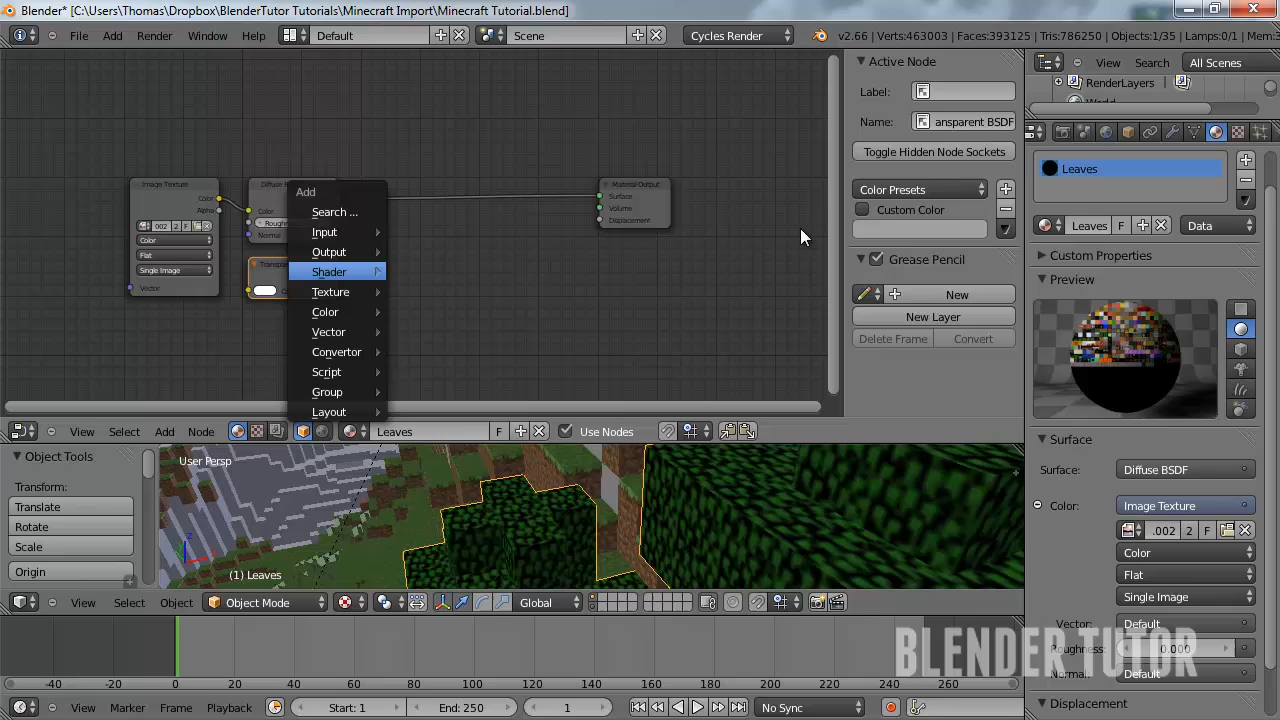 Blender* [C:\Users\Thomas\Dropbox\BlenderTutor Tutorials\Minecraft Import\Minecraft Tutorial.blend]
File Add Render Window Help Default Scene Cycles Render v2.66 | Verts:463003 | Faces:393125 | Tris:786250 | Objects:1/35 | Lamps:0/1 | Mem:
Active Node
Label:
Name: ansparent BSDF
Toggle Hidden Node Sockets
Color Presets
Custom Color
Grease Pencil
New
New Layer
Delete Frame Convert
Image Texture
Color
Alpha
002 2 F
Color
Flat
Single Image
Vector
Diffuse
Color
Rough
Normal
Transpa
Material Output
Surface
Volume
Displacement
Add
Search ...
Input
Output
Shader
Texture
Color
Vector
Convertor
Script
Group
Layout
View Select Add Node Leaves F Use Nodes
View Search All Scenes
RenderLayers |
World
Leaves
Leaves F Data
Custom Properties
Preview
Surface
Surface: Diffuse BSDF
Color: Image Texture
.002 2 F
Color
Flat
Single Image
Vector: Default
Roughness: 0.000
Normal: Default
Displacement
Object Tools
Transform:
Translate
Rotate
Scale
Origin
User Persp
z
(1) Leaves
View Select Object Object Mode Global
BLENDER TUTOR
-40 -20 0 20 40 60 80 100 120 140 160 180 200 220 240 260
View Marker Frame Playback Start: 1 End: 250 1 No Sync